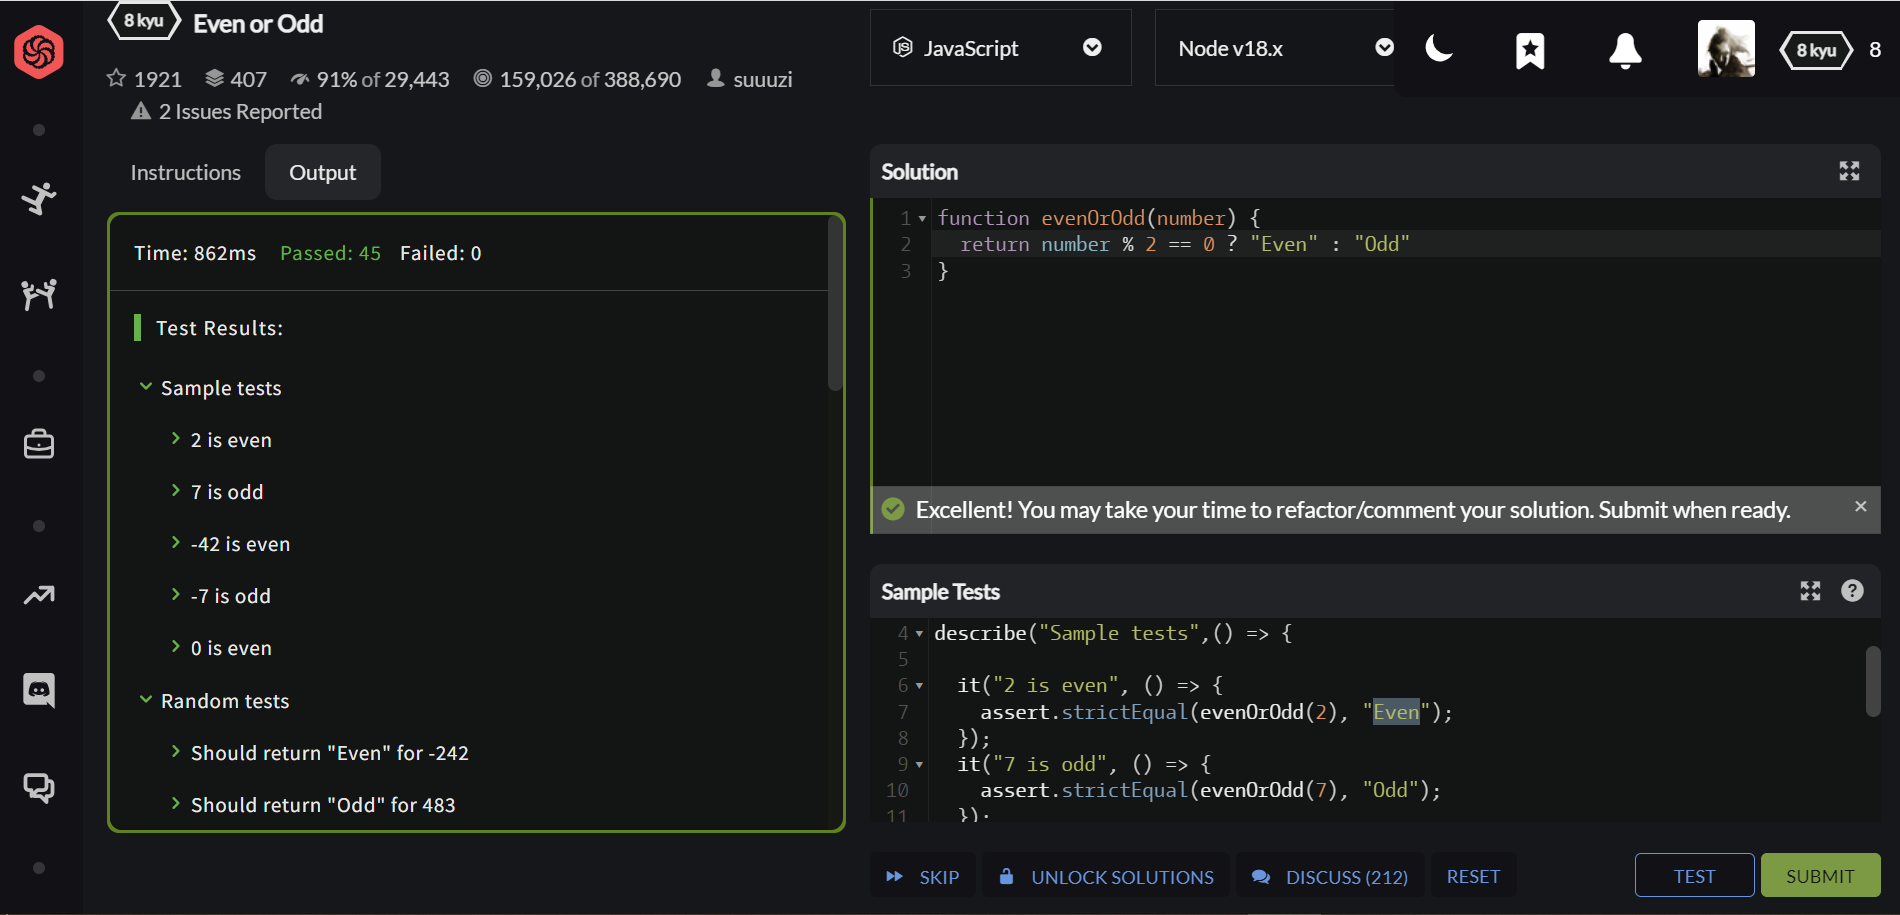 8 kyu Even or Odd
1921 407 91% of 29,443 159,026 of 388,690 suuuzi
2 Issues Reported
JavaScript
Node v18.x
8 kyu 8
Instructions Output
Time: 862ms Passed: 45 Failed: 0
Test Results:
Sample tests
2 is even
7 is odd
-42 is even
-7 is odd
0 is even
Random tests
Should return "Even" for -242
Should return "Odd" for 483
Solution
1 function evenOrOdd(number) {
2 return number % 2 == 0 ? "Even" : "Odd"
3 }
Excellent! You may take your time to refactor/comment your solution. Submit when ready.
Sample Tests
4 describe("Sample tests",() => {
5
6 it("2 is even", () => {
7 assert.strictEqual(evenOrOdd(2), "Even");
8 });
9 it("7 is odd", () => {
10 assert.strictEqual(evenOrOdd(7), "Odd");
11 });
SKIP UNLOCK SOLUTIONS DISCUSS (212) RESET TEST SUBMIT